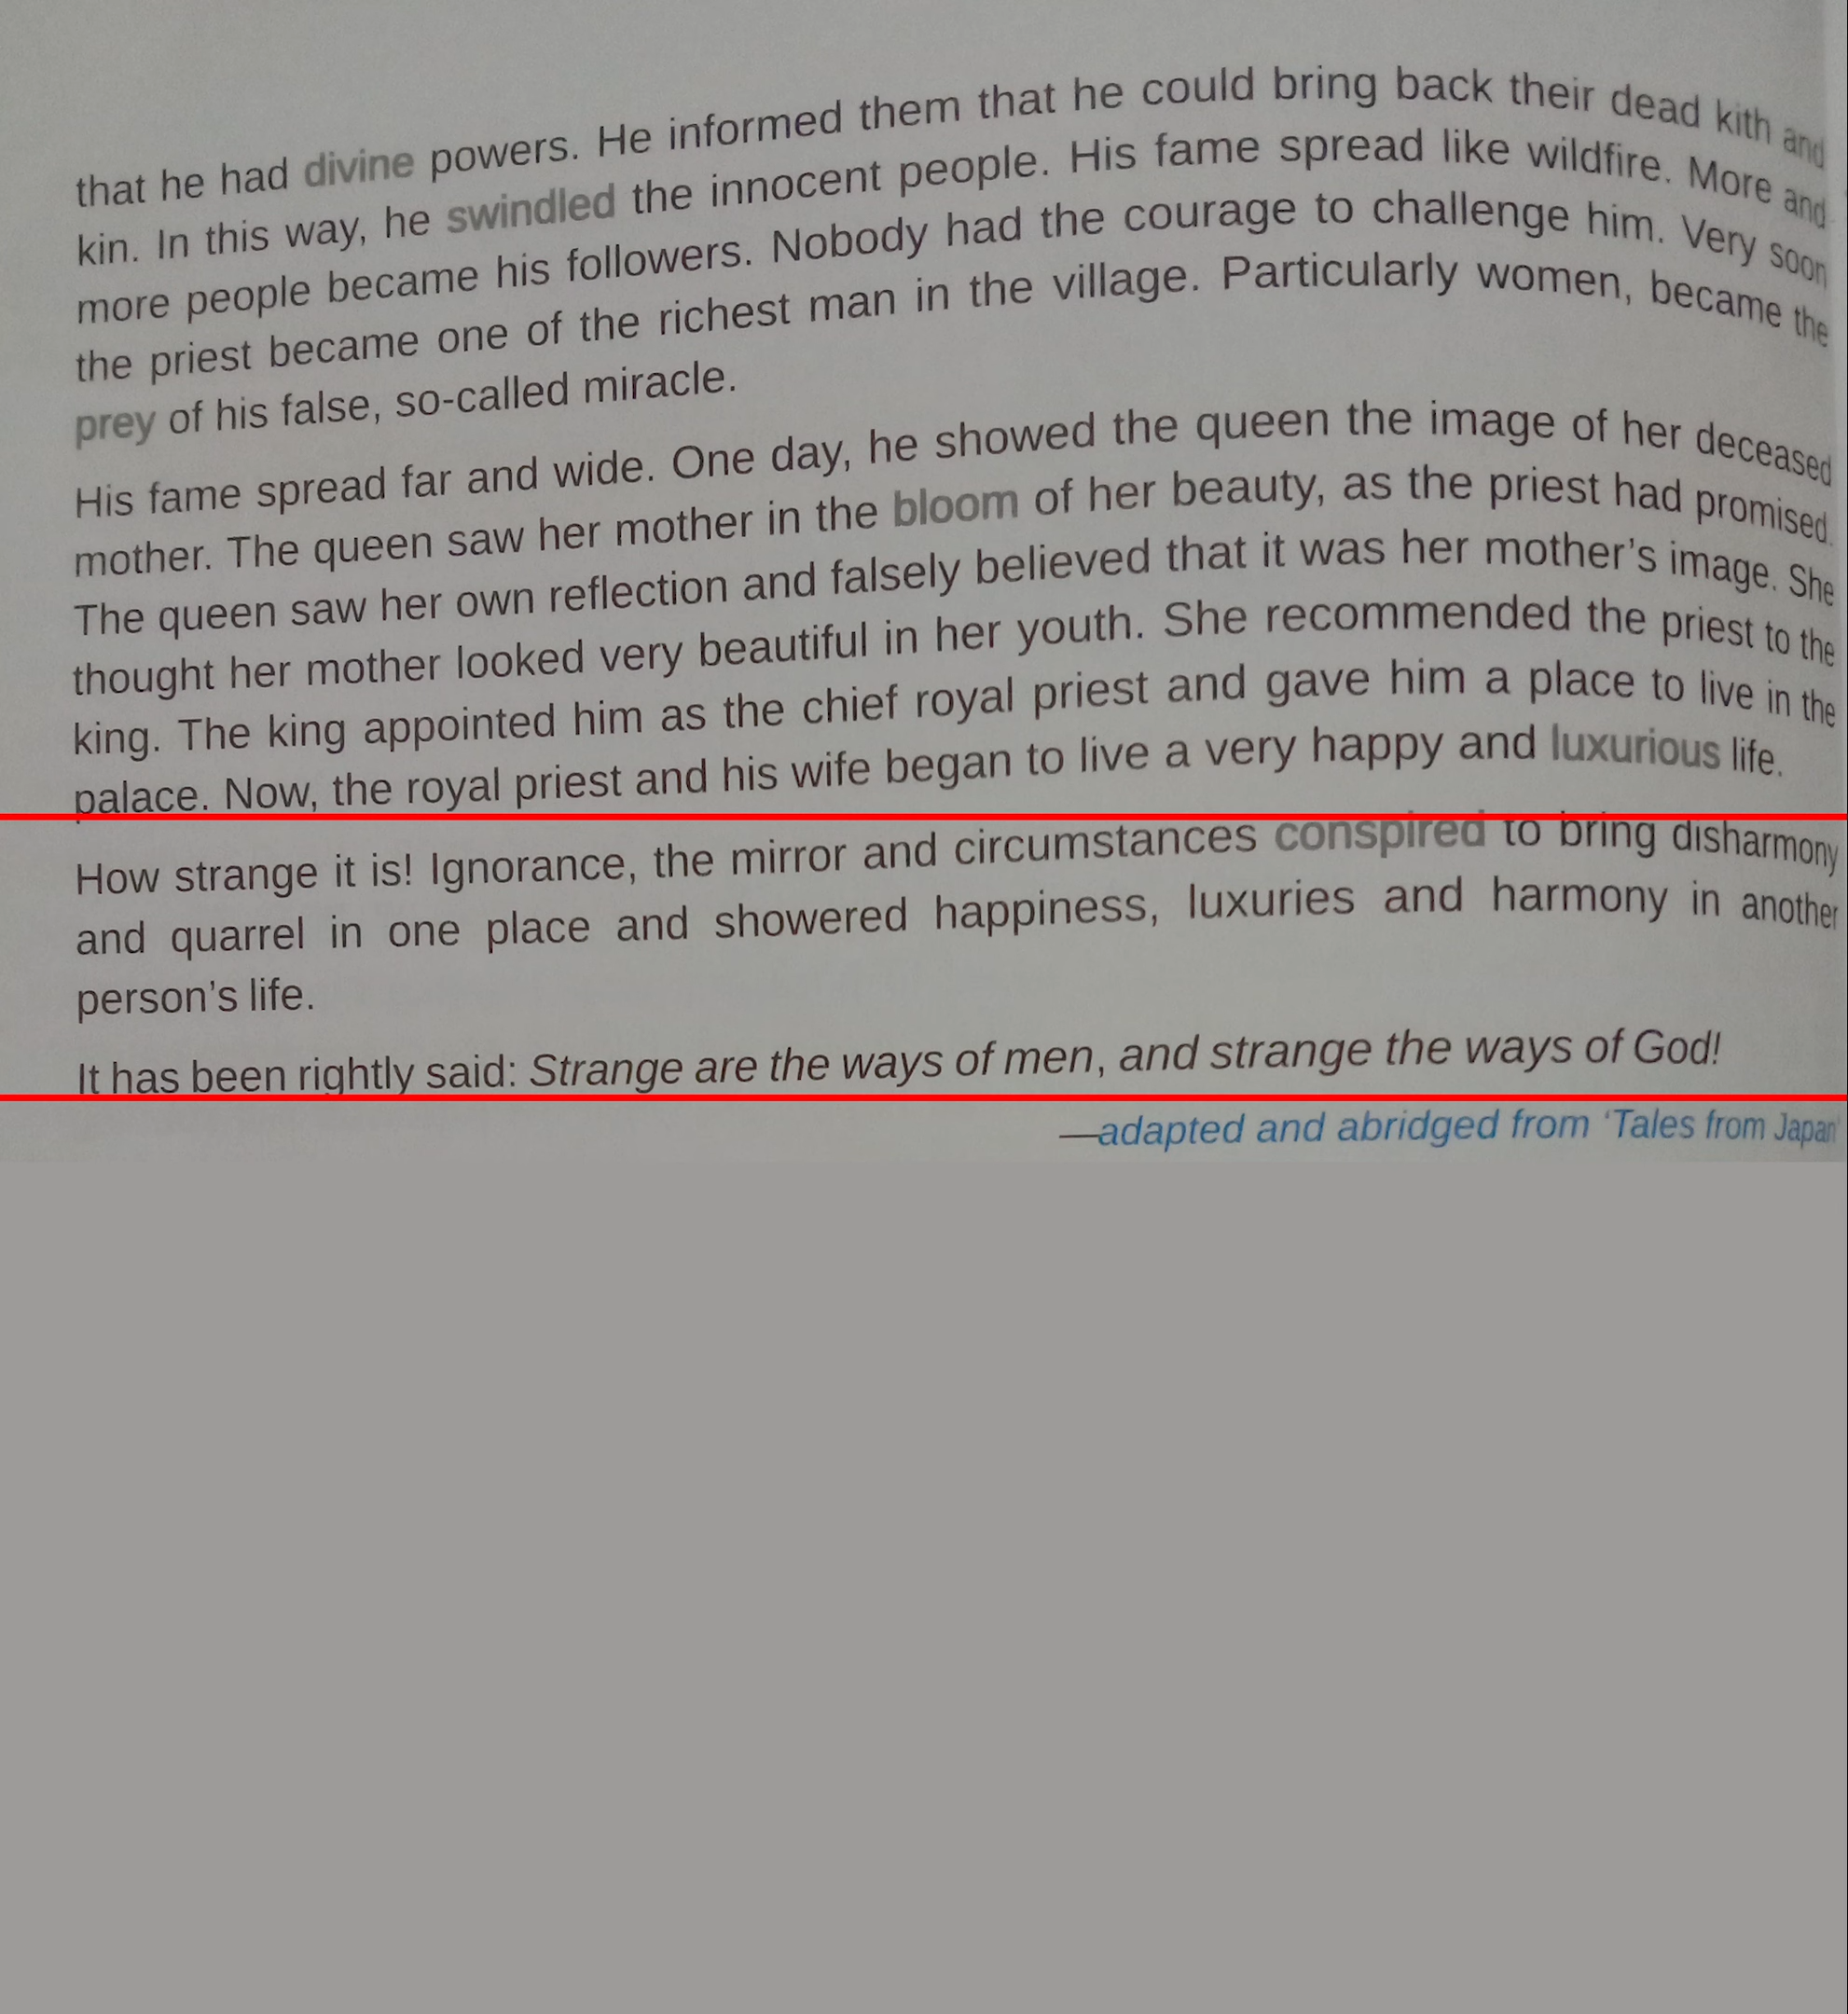 that he had divine powers. He informed them that he could bring back their dead kith and
kin. In this way, he swindled the innocent people. His fame spread like wildfire. More and
more people became his followers. Nobody had the courage to challenge him. Very soon
the priest became one of the richest man in the village. Particularly women, became the
prey of his false, so-called miracle.
His fame spread far and wide. One day, he showed the queen the image of her deceased
mother. The queen saw her mother in the bloom of her beauty, as the priest had promised.
The queen saw her own reflection and falsely believed that it was her mother's image. She
thought her mother looked very beautiful in her youth. She recommended the priest to the
king. The king appointed him as the chief royal priest and gave him a place to live in the
palace. Now, the royal priest and his wife began to live a very happy and luxurious life.
How strange it is! Ignorance, the mirror and circumstances conspired to bring disharmony
and quarrel in one place and showered happiness, luxuries and harmony in another
person's life.
It has been rightly said: Strange are the ways of men, and strange the ways of God!
—adapted and abridged from 'Tales from Japan'